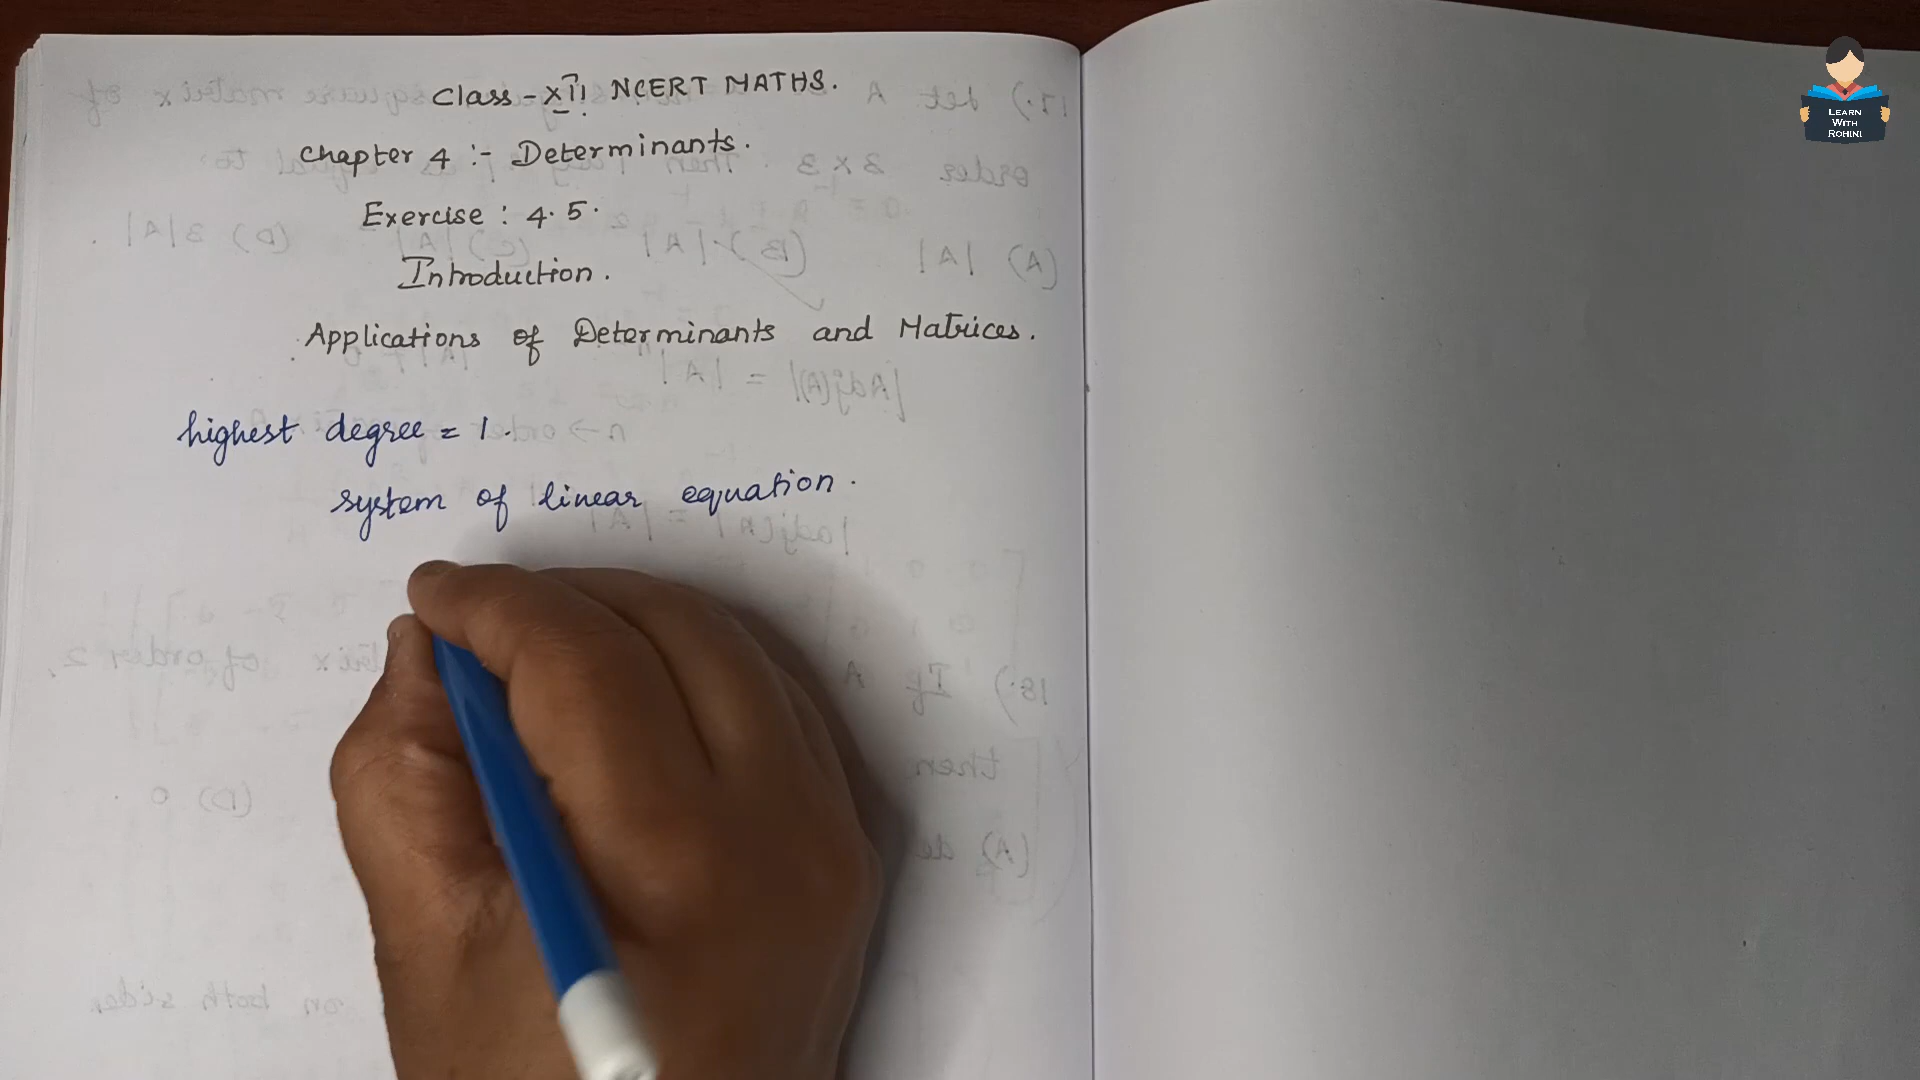 Class - XII NCERT MATHS.
Chapter 4 :- Determinants.
Exercise : 4.5.
Introduction.
Applications of Determinants and Matrices.
highest degree = 1.
system of linear equation.
LEARN
WITH
ROHINI